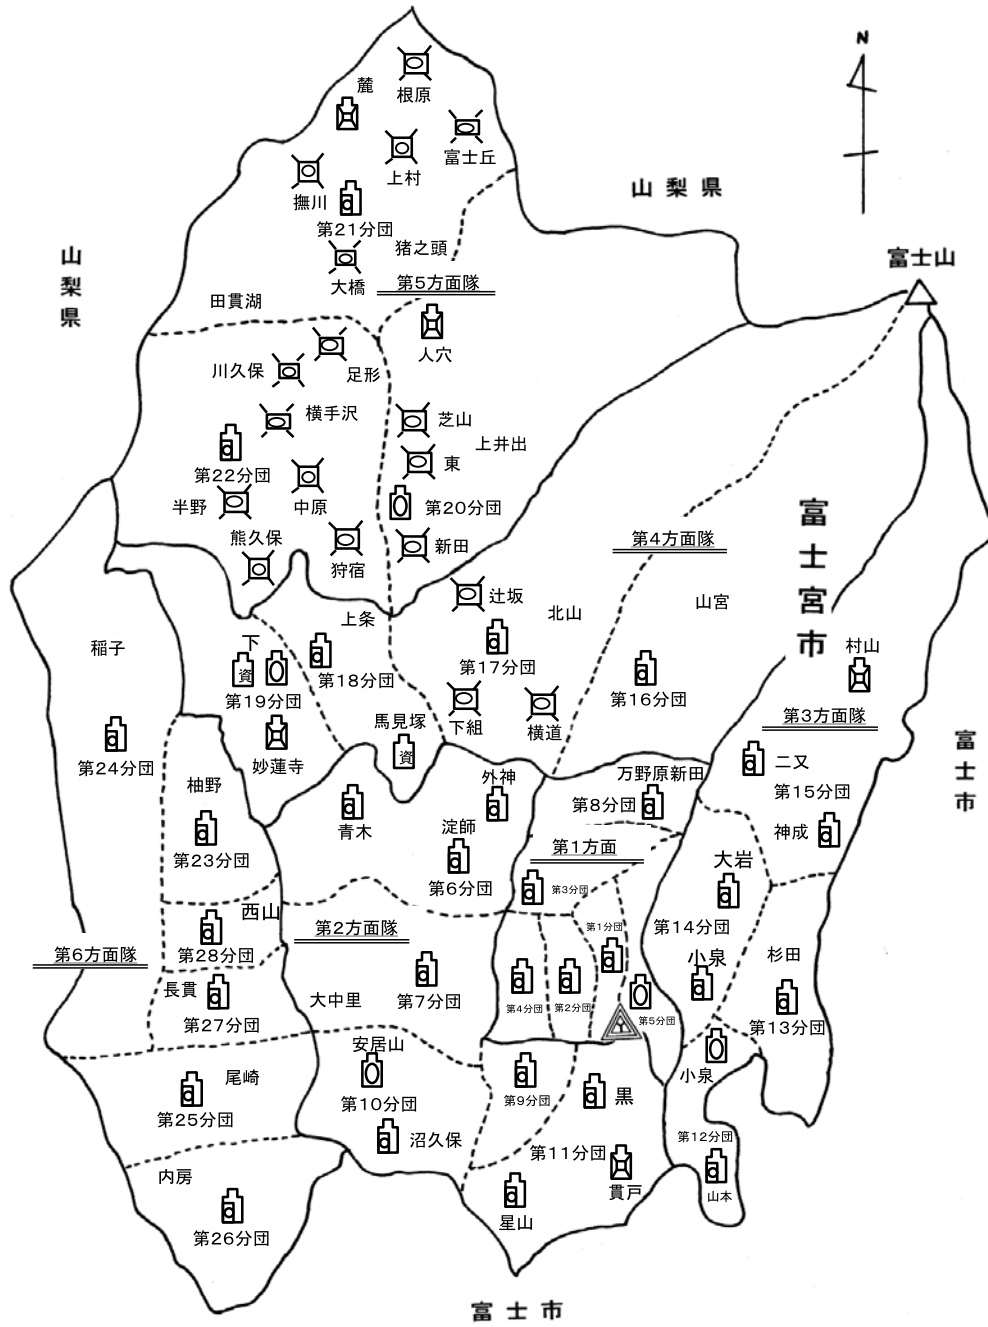 N
麓
根原
富士丘
上村
撫川
第21分団
猪之頭
大橋
第5方面隊
田貫湖
山梨県
山梨県
富士山
人穴
川久保
足形
横手沢
芝山
上井出
東
第22分団
半野
中原
第20分団
熊久保
狩宿
新田
第4方面隊
富士宮市
辻坂
北山
山宮
稲子
下
資
第19分団
上条
第18分団
第17分団
第16分団
村山
第3方面隊
馬見塚
資
下組
横道
妙蓮寺
第24分団
富士市
二又
第15分団
神成
柚野
第23分団
青木
外神
淀師
第6分団
万野原新田
第8分団
第1方面
第3分団
大岩
第14分団
西山
第28分団
第2方面隊
第1分団
小泉
杉田
第6方面隊
長貫
第27分団
大中里
第7分団
第4分団
第2分団
第5分団
第13分団
安居山
第10分団
小泉
尾崎
第25分団
第9分団
黒
沼久保
第12分団
山本
第11分団
貫戸
内房
第26分団
星山
富士市